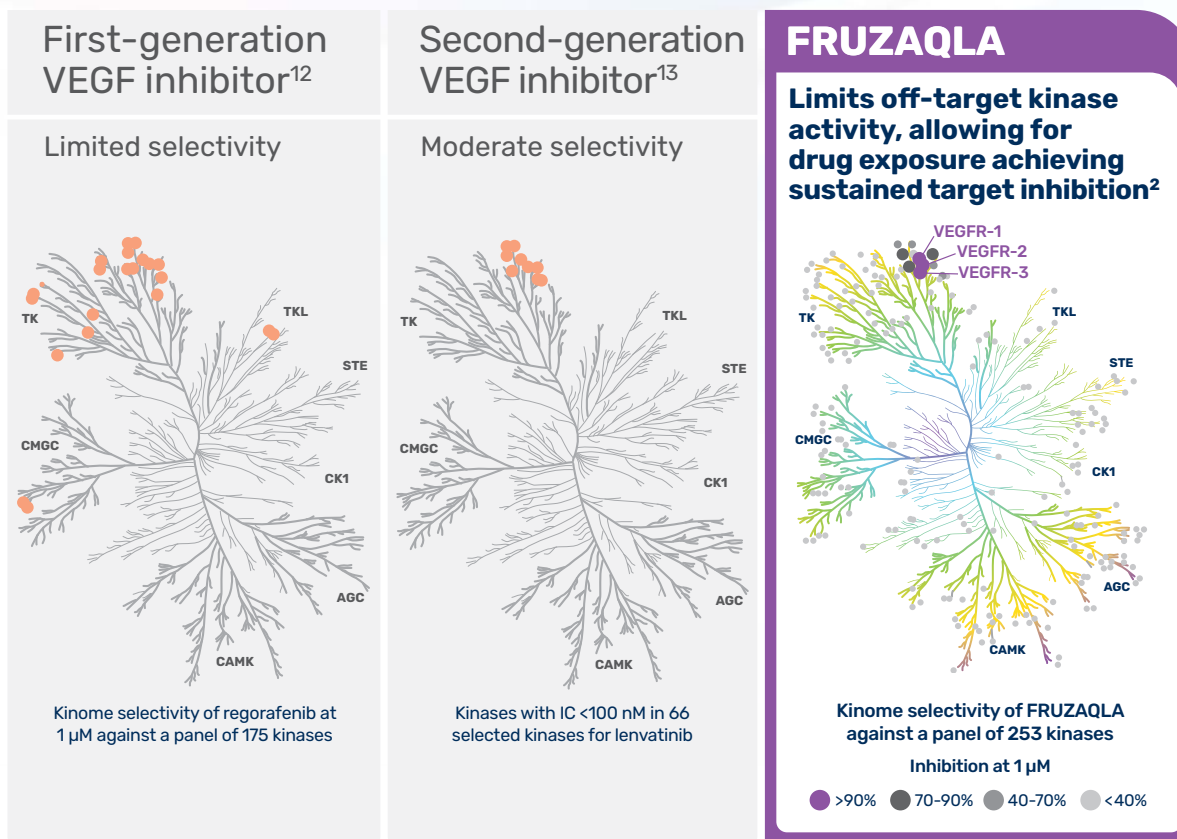 First-generation
VEGF inhibitor12
Limited selectivity
TK
TKL
STE
CMGC
CK1
AGC
CAMK
Kinome selectivity of regorafenib at
1 µM against a panel of 175 kinases
Second-generation
VEGF inhibitor13
Moderate selectivity
TK
TKL
STE
CMGC
CK1
AGC
CAMK
Kinases with IC <100 nM in 66
selected kinases for lenvatinib
FRUZAQLA
Limits off-target kinase
activity, allowing for
drug exposure achieving
sustained target inhibition2
VEGFR-1
VEGFR-2
VEGFR-3
TK
TKL
STE
CMGC
CK1
AGC
CAMK
Kinome selectivity of FRUZAQLA
against a panel of 253 kinases
Inhibition at 1 µM
>90% 70-90% 40-70% <40%